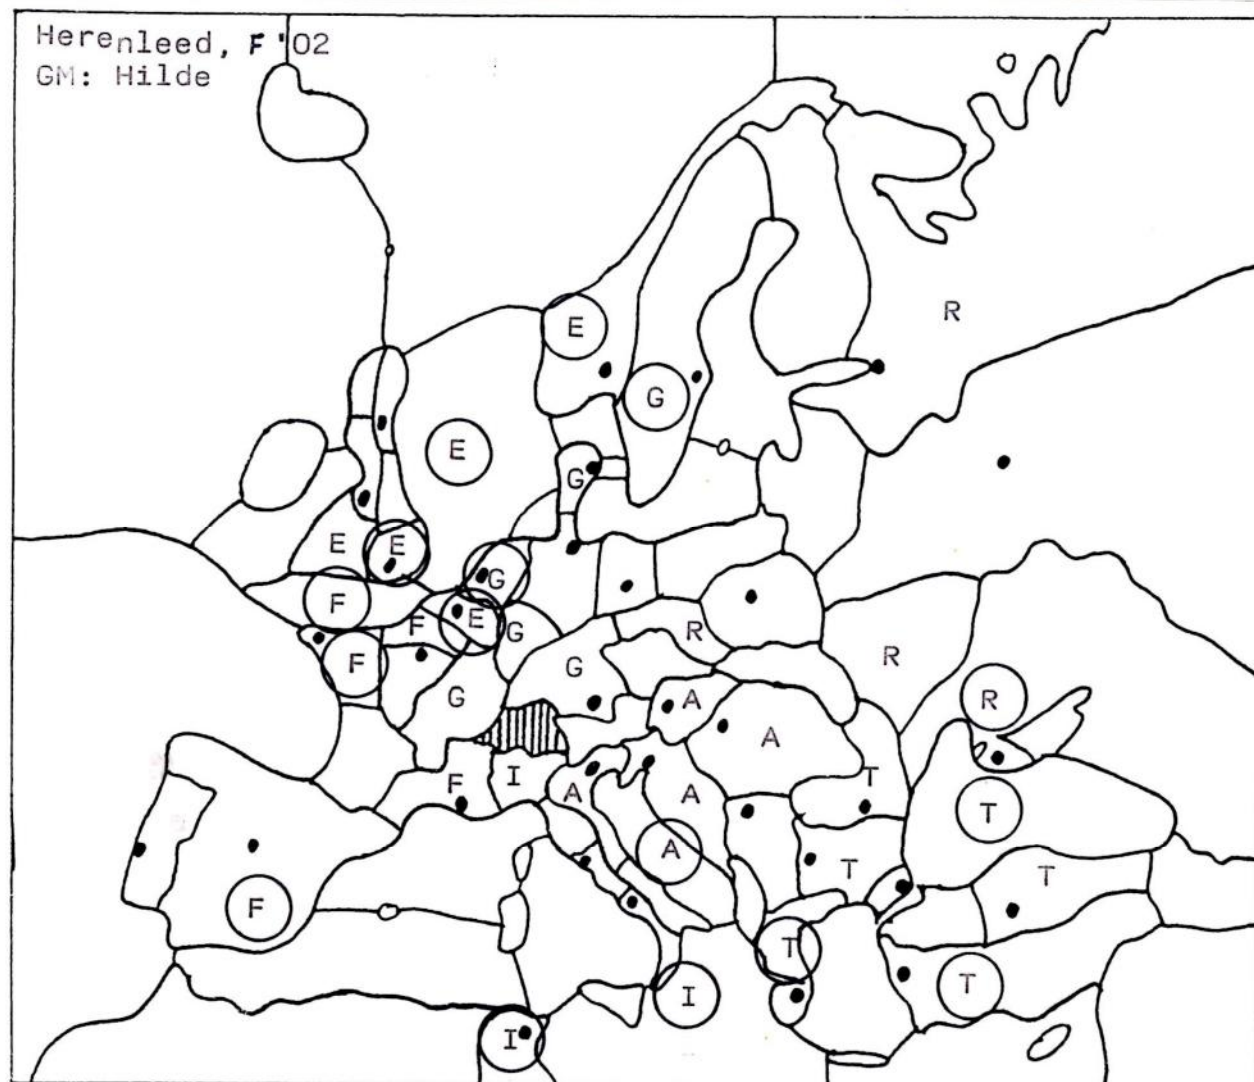 Herenleed, F'02
GM: Hilde
R
E
G
E
G
E E
G
F
F E G R
F G R
G A R
A
F I T
A A T
A T T
F
T
T
I
I